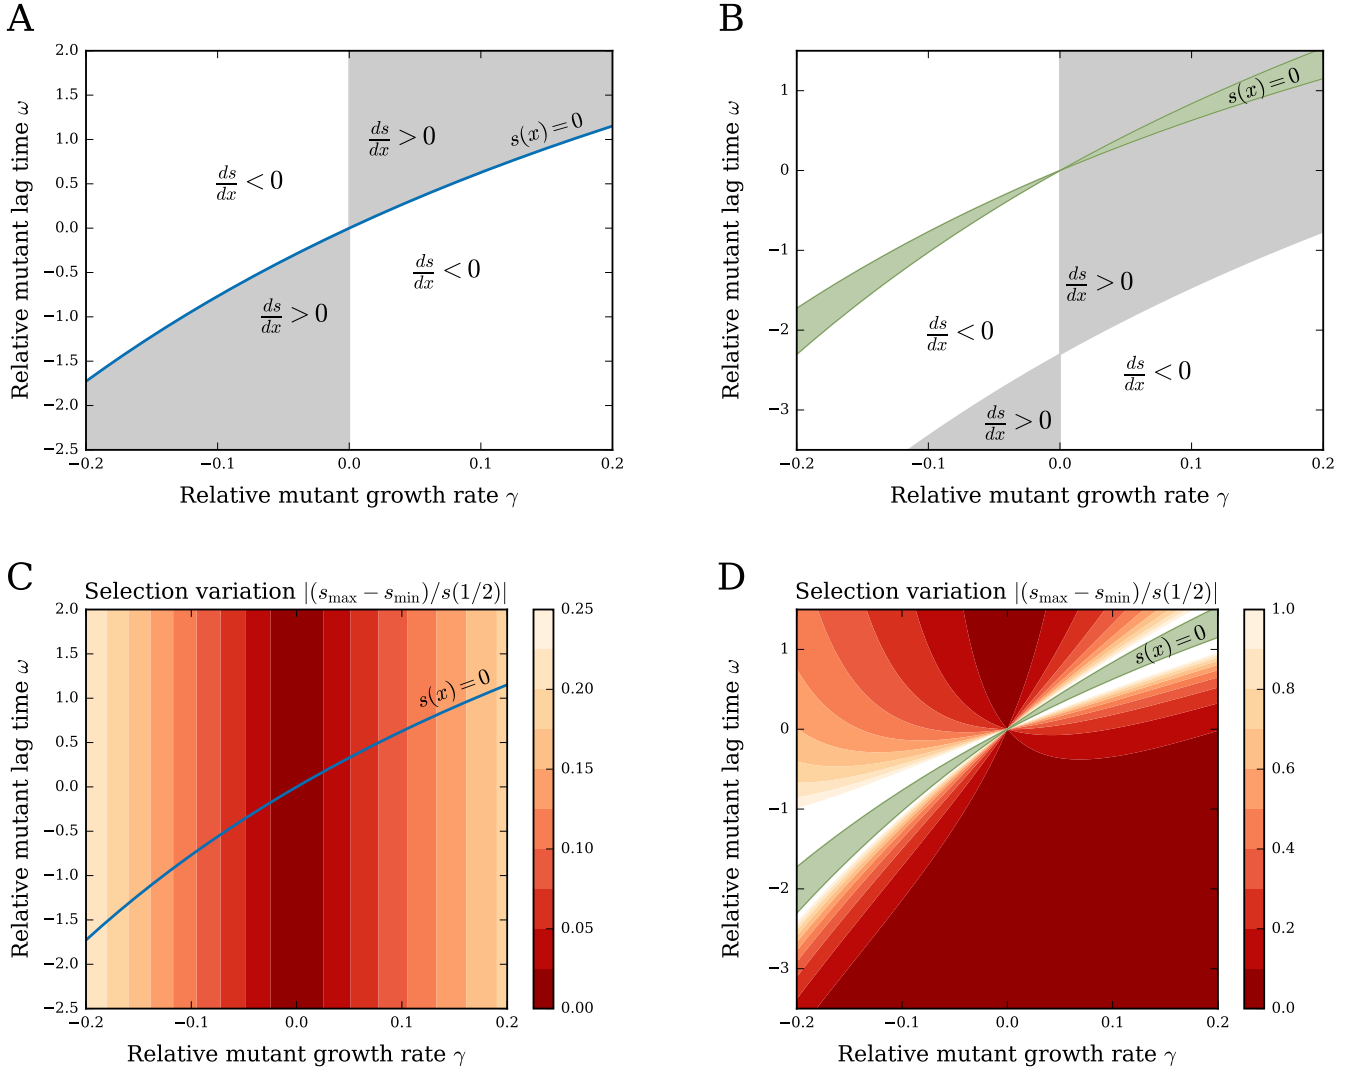 A
Relative mutant lag time ω
2.0
1.5
1.0
0.5
0.0
−0.5
−1.0
−1.5
−2.0
−2.5
ds/dx > 0
s(x) = 0
ds/dx < 0
ds/dx < 0
ds/dx > 0
−0.2
−0.1
0.0
0.1
0.2
Relative mutant growth rate γ
B
Relative mutant lag time ω
1
0
−1
−2
−3
s(x) = 0
ds/dx > 0
ds/dx < 0
ds/dx < 0
ds/dx > 0
−0.2
−0.1
0.0
0.1
0.2
Relative mutant growth rate γ
C
Selection variation |(s_max − s_min)/s(1/2)|
Relative mutant lag time ω
2.0
1.5
1.0
0.5
0.0
−0.5
−1.0
−1.5
−2.0
−2.5
s(x) = 0
−0.2
−0.1
0.0
0.1
0.2
Relative mutant growth rate γ
0.25
0.20
0.15
0.10
0.05
0.00
D
Selection variation |(s_max − s_min)/s(1/2)|
Relative mutant lag time ω
1
0
−1
−2
−3
s(x) = 0
−0.2
−0.1
0.0
0.1
0.2
Relative mutant growth rate γ
1.0
0.8
0.6
0.4
0.2
0.0